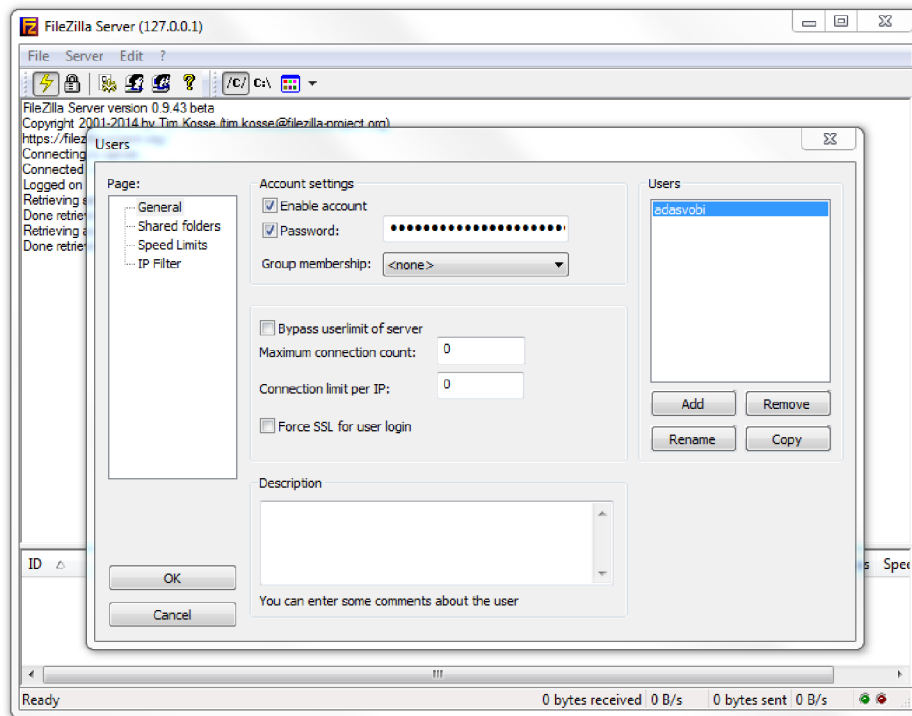 FileZilla Server (127.0.0.1)
File Server Edit ?
/C/ C:\
FileZilla Server version 0.9.43 beta
Copyright 2001-2014 by Tim Kosse (tim.kosse@filezilla-project.org)
https://filez
Connecting
Connected
Logged on
Retrieving
Done retrie
Retrieving
Done retrie
Users
Page:
General
Shared folders
Speed Limits
IP Filter
OK
Cancel
Account settings
Enable account
Password:
Group membership: <none>
Bypass userlimit of server
Maximum connection count: 0
Connection limit per IP: 0
Force SSL for user login
Description
You can enter some comments about the user
Users
adasvobi
Add Remove
Rename Copy
ID s Spee
Ready 0 bytes received 0 B/s 0 bytes sent 0 B/s